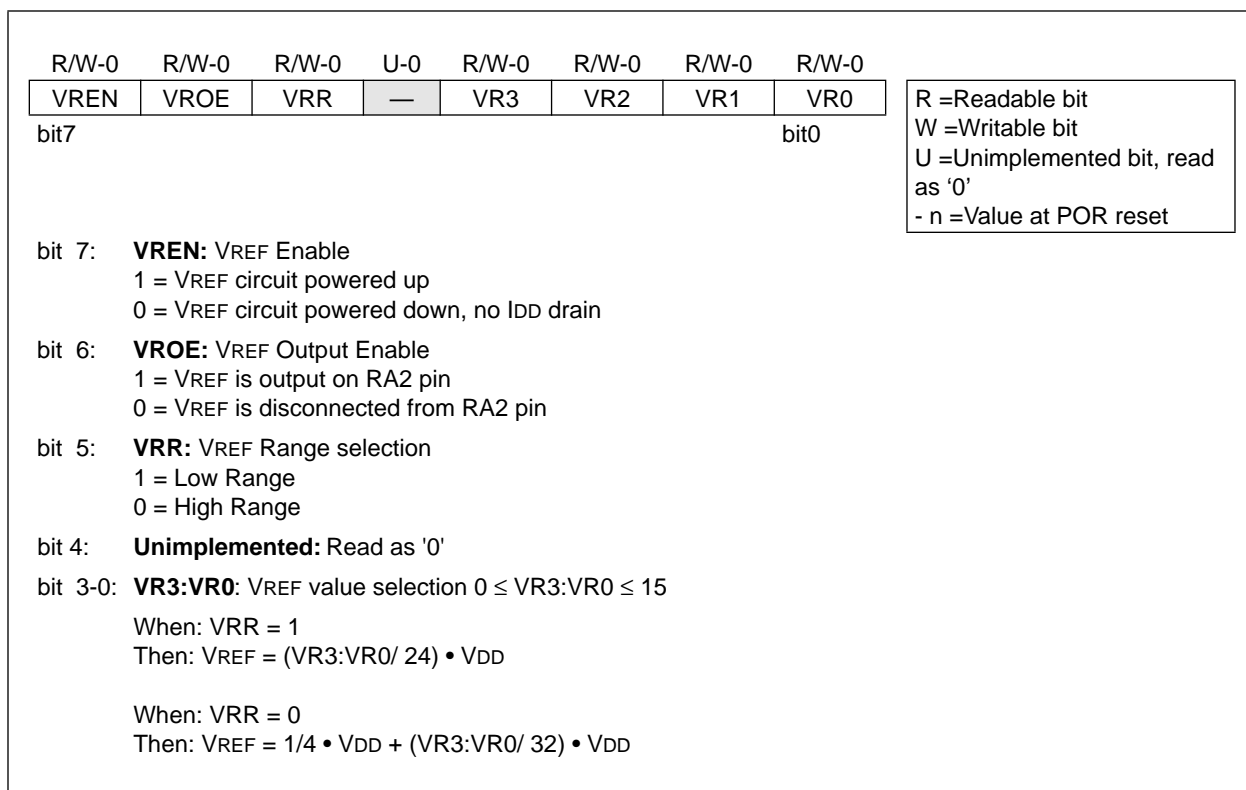 R/W-0 R/W-0 R/W-0 U-0 R/W-0 R/W-0 R/W-0 R/W-0
VREN VROE VRR — VR3 VR2 VR1 VR0
bit7 bit0
R =Readable bit
W =Writable bit
U =Unimplemented bit, read
as ‘0’
- n =Value at POR reset
bit 7: VREN: VREF Enable
1 = VREF circuit powered up
0 = VREF circuit powered down, no IDD drain
bit 6: VROE: VREF Output Enable
1 = VREF is output on RA2 pin
0 = VREF is disconnected from RA2 pin
bit 5: VRR: VREF Range selection
1 = Low Range
0 = High Range
bit 4: Unimplemented: Read as '0'
bit 3-0: VR3:VR0: VREF value selection 0 ≤ VR3:VR0 ≤ 15
When: VRR = 1
Then: VREF = (VR3:VR0/ 24) • VDD
When: VRR = 0
Then: VREF = 1/4 • VDD + (VR3:VR0/ 32) • VDD